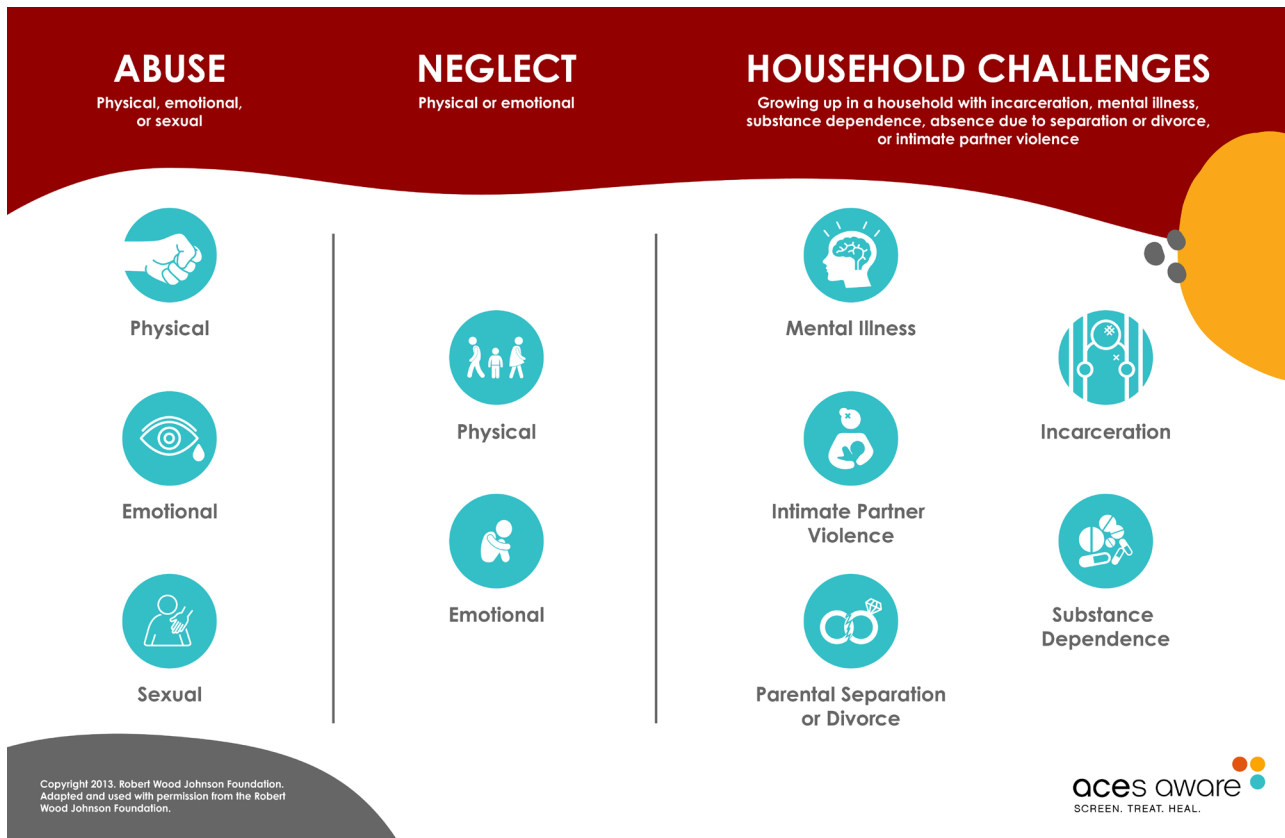 ABUSE
Physical, emotional,
or sexual
Physical
Emotional
Sexual
NEGLECT
Physical or emotional
Physical
Emotional
HOUSEHOLD CHALLENGES
Growing up in a household with incarceration, mental illness,
substance dependence, absence due to separation or divorce,
or intimate partner violence
Mental Illness
Intimate Partner
Violence
Parental Separation
or Divorce
Incarceration
Substance
Dependence
Copyright 2013. Robert Wood Johnson Foundation.
Adapted and used with permission from the Robert
Wood Johnson Foundation.
aces aware
SCREEN. TREAT. HEAL.